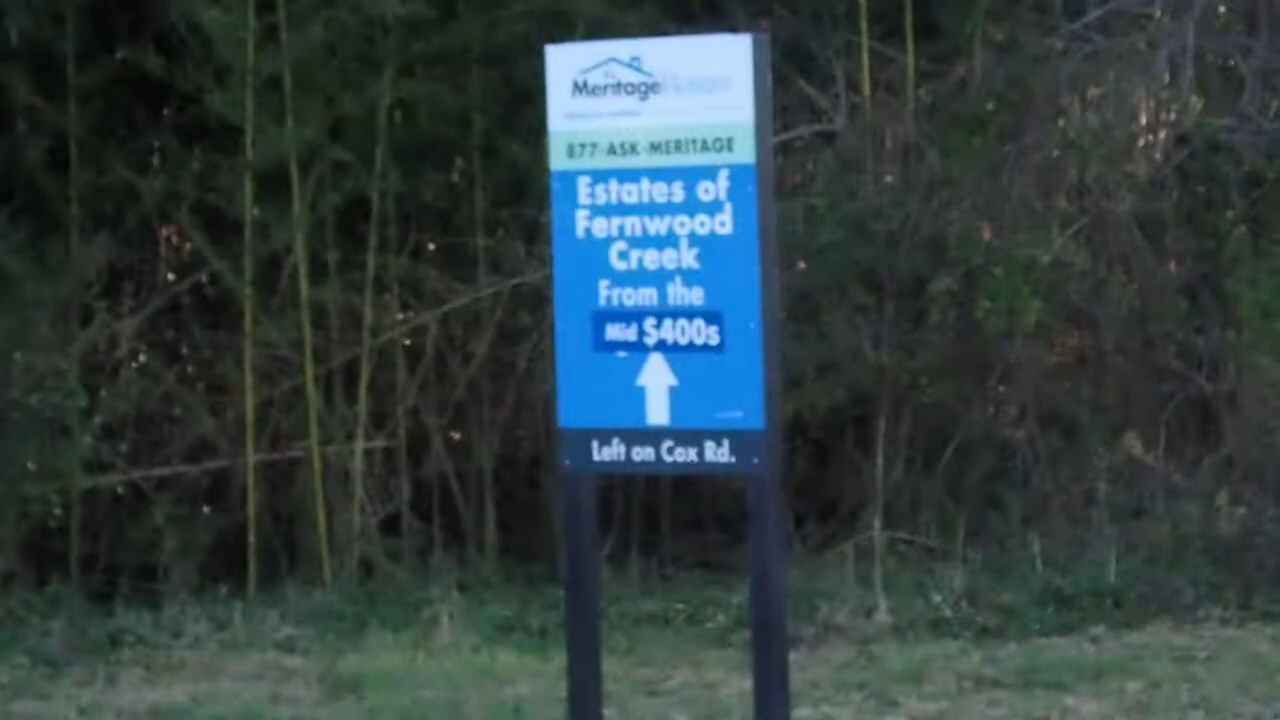 Meritage
877-ASK-MERITAGE
Estates of
Fernwood
Creek
From the
Mid $400s
Left on Cox Rd.